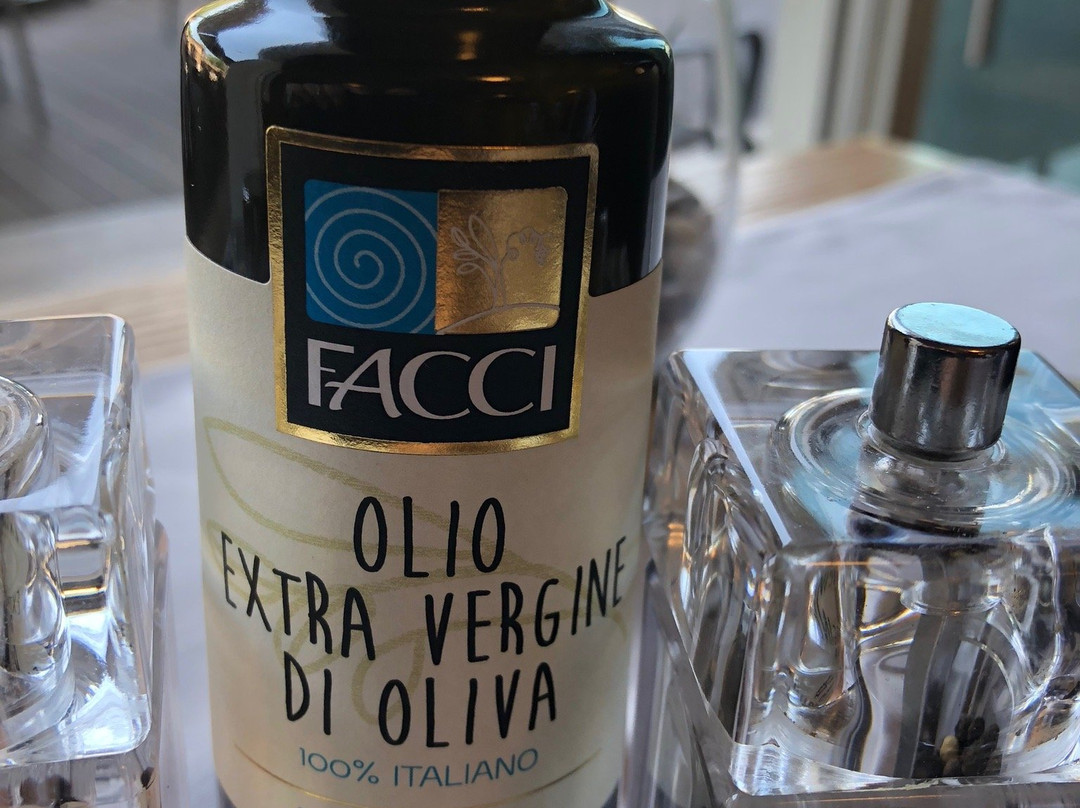 FACCI
OLIO
EXTRA VERGINE
DI OLIVA
100% ITALIANO